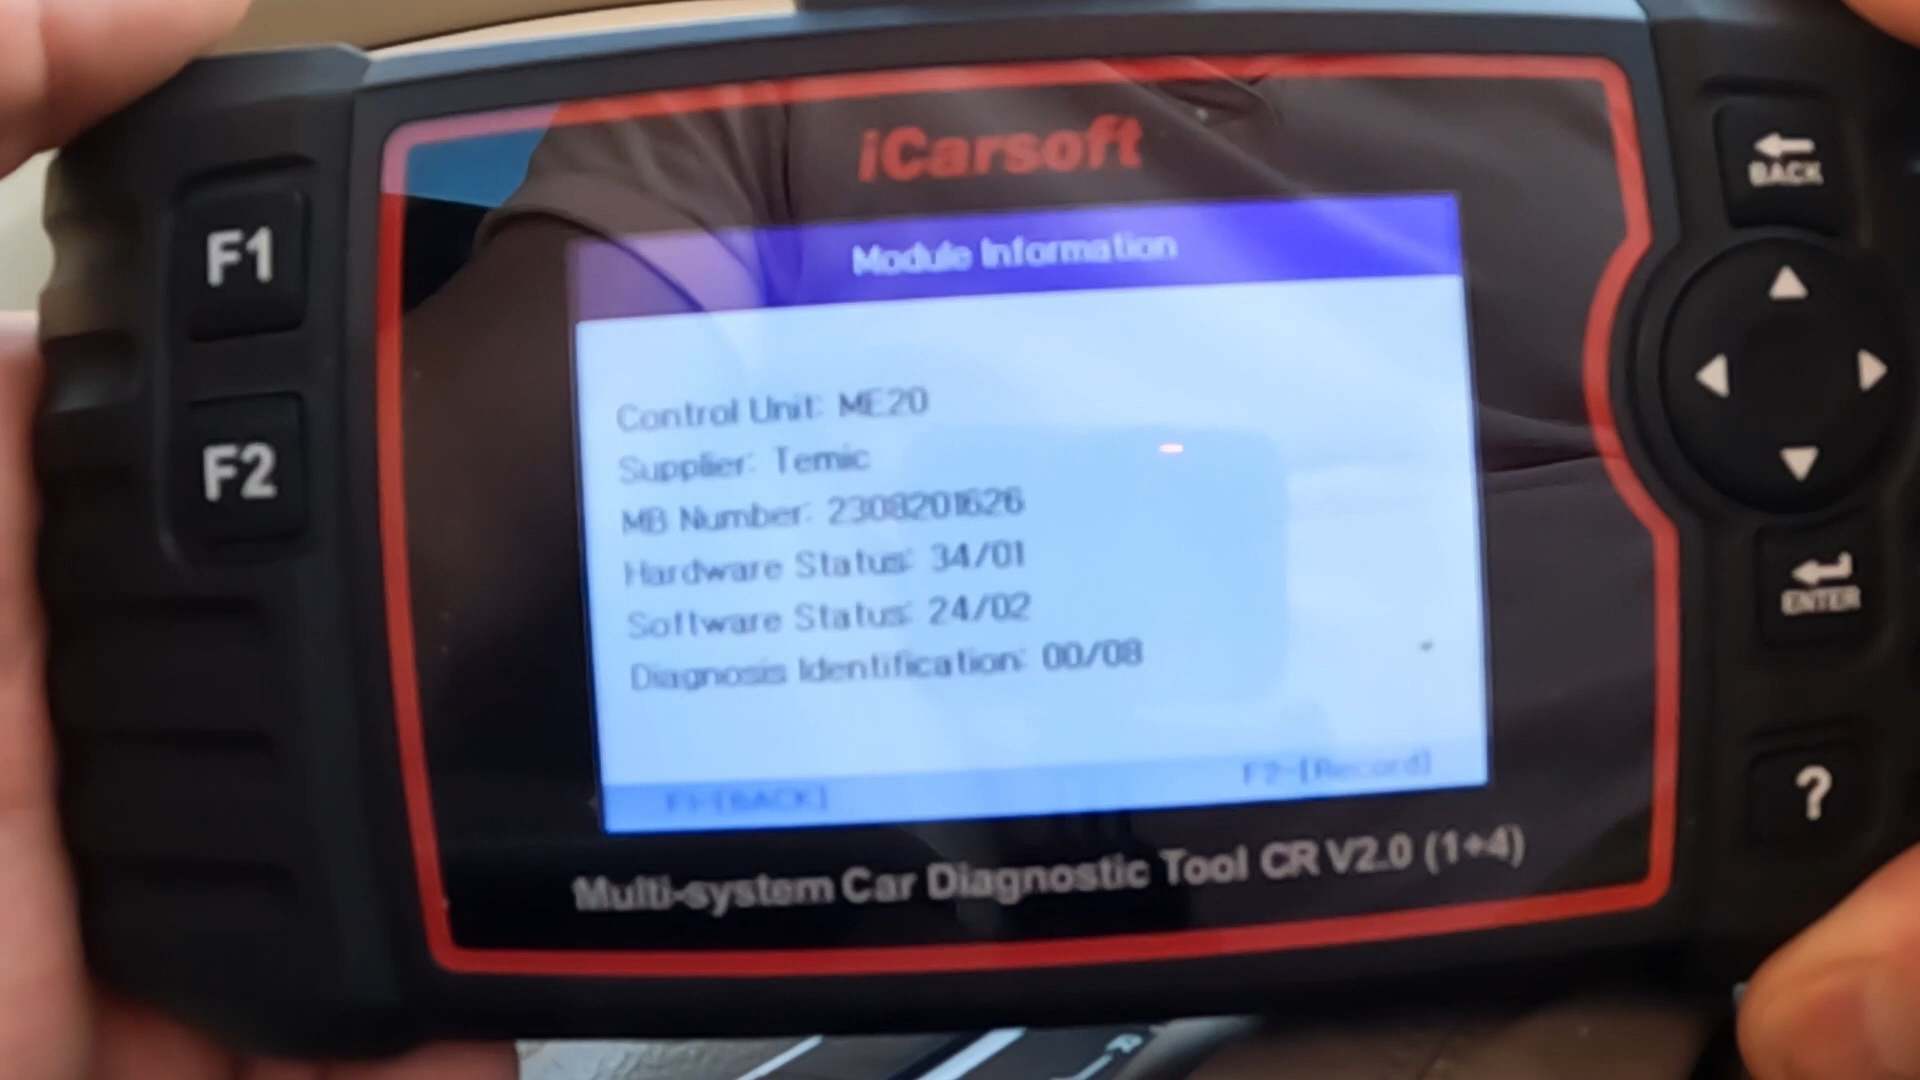 iCarsoft
F1
F2
BACK
Module Information
Control Unit: ME20
Supplier: Temic
MB Number: 2308201626
Hardware Status: 34/01
Software Status: 24/02
Diagnosis Identification: 00/08
F1-[BACK]
F2-[Record]
ENTER
?
Multi-system Car Diagnostic Tool CR V2.0 (1+4)
R